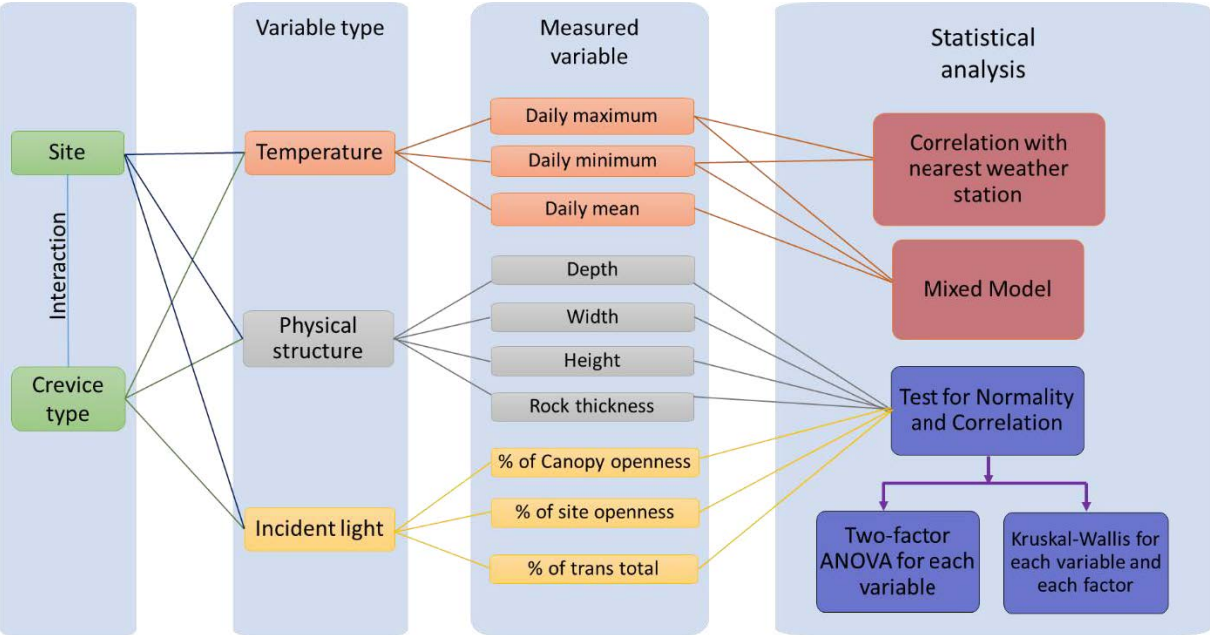 Variable type
Measured
variable
Statistical
analysis
Site
Interaction
Crevice
type
Temperature
Physical
structure
Incident light
Daily maximum
Daily minimum
Daily mean
Depth
Width
Height
Rock thickness
% of Canopy openness
% of site openness
% of trans total
Correlation with
nearest weather
station
Mixed Model
Test for Normality
and Correlation
Two-factor
ANOVA for each
variable
Kruskal-Wallis for
each variable and
each factor